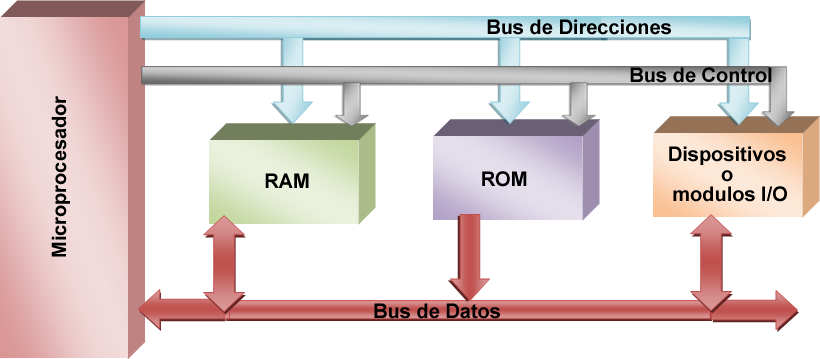 Bus de Direcciones
Bus de Control
Microprocesador
RAM
ROM
Dispositivos
o
modulos I/O
Bus de Datos